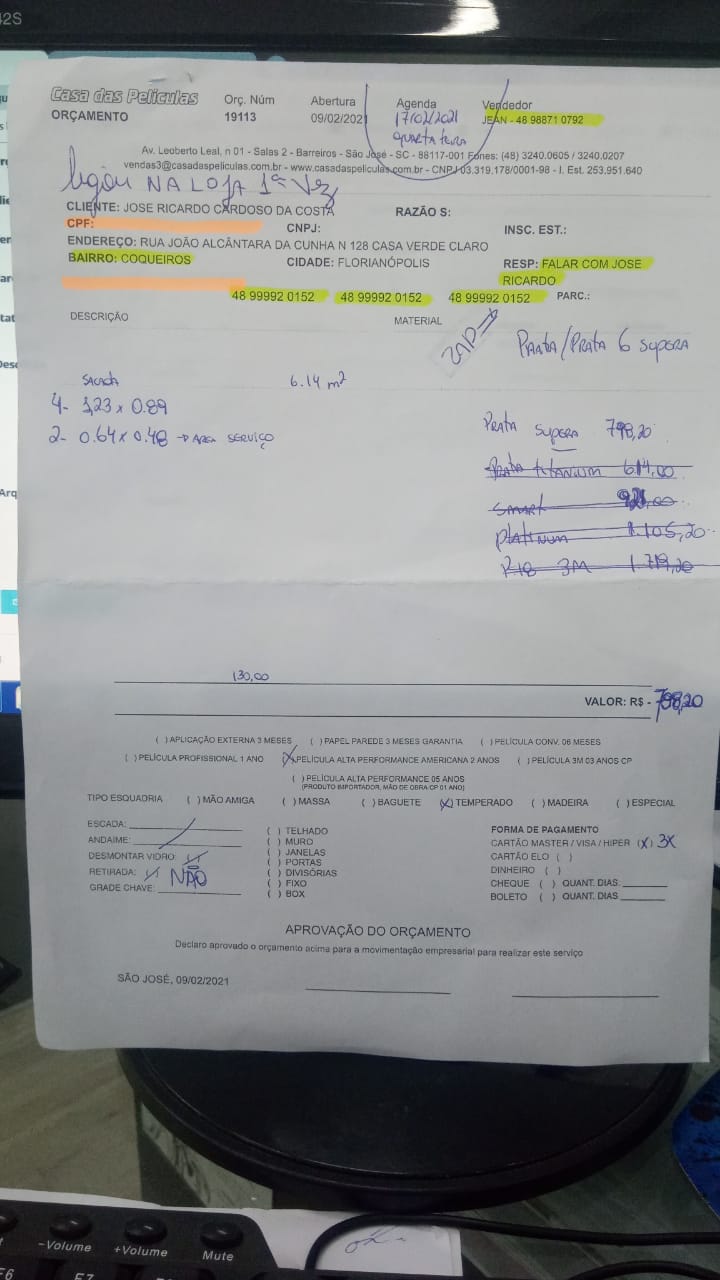 Casa das Películas
ORÇAMENTO
Orç. Núm
19113
Abertura
09/02/2021
Agenda
17/02/2021
QUARTA FEIRA
Vendedor
JEAN - 48 98871 0792
Av. Leoberto Leal, n 01 - Salas 2 - Barreiros - São José - SC - 88117-001 Fones: (48) 3240.0605 / 3240.0207
vendas3@casadaspeliculas.com.br - www.casadaspeliculas.com.br - CNPJ 03.319.178/0001-98 - I. Est. 253.951.640
ligou NA LOJA 1ª Vez
CLIENTE: JOSE RICARDO CARDOSO DA COSTA RAZÃO S:
CPF: CNPJ: INSC. EST.:
ENDEREÇO: RUA JOÃO ALCÂNTARA DA CUNHA N 128 CASA VERDE CLARO
BAIRRO: COQUEIROS CIDADE: FLORIANÓPOLIS RESP: FALAR COM JOSE
RICARDO
48 99992 0152 48 99992 0152 48 99992 0152 PARC.:
DESCRIÇÃO MATERIAL
ZAP
PRATA/PRATA 6 SUPERA
SACADA 6.14 m²
4- 1,23 x 0.89
2- 0.64 x 0.48 → AREA SERVIÇO
PRATA SUPERA 798,20
PRATA TITANIUM 614,00
SMART
PLATINUM 1.105,20
R18 3M 1.719,20
130,00
VALOR: R$ - 798,20
( ) APLICAÇÃO EXTERNA 3 MESES ( ) PAPEL PAREDE 3 MESES GARANTIA ( ) PELÍCULA CONV. 06 MESES
( ) PELÍCULA PROFISSIONAL 1 ANO (X) PELÍCULA ALTA PERFORMANCE AMERICANA 2 ANOS ( ) PELÍCULA 3M 03 ANOS CP
( ) PELÍCULA ALTA PERFORMANCE 05 ANOS
(PRODUTO IMPORTADOR, MÃO DE OBRA CP 01 ANO)
TIPO ESQUADRIA ( ) MÃO AMIGA ( ) MASSA ( ) BAGUETE (X) TEMPERADO ( ) MADEIRA ( ) ESPECIAL
ESCADA:
ANDAIME:
DESMONTAR VIDRO:
RETIRADA: NÃO
GRADE CHAVE:
( ) TELHADO
( ) MURO
( ) JANELAS
( ) PORTAS
( ) DIVISÓRIAS
( ) FIXO
( ) BOX
FORMA DE PAGAMENTO
CARTÃO MASTER / VISA / HIPER (X) 3X
CARTÃO ELO ( )
DINHEIRO ( )
CHEQUE ( ) QUANT. DIAS:
BOLETO ( ) QUANT. DIAS
APROVAÇÃO DO ORÇAMENTO
Declaro aprovado o orçamento acima para a movimentação empresarial para realizar este serviço
SÃO JOSÉ, 09/02/2021
-Volume
+Volume
Mute
F6
F7